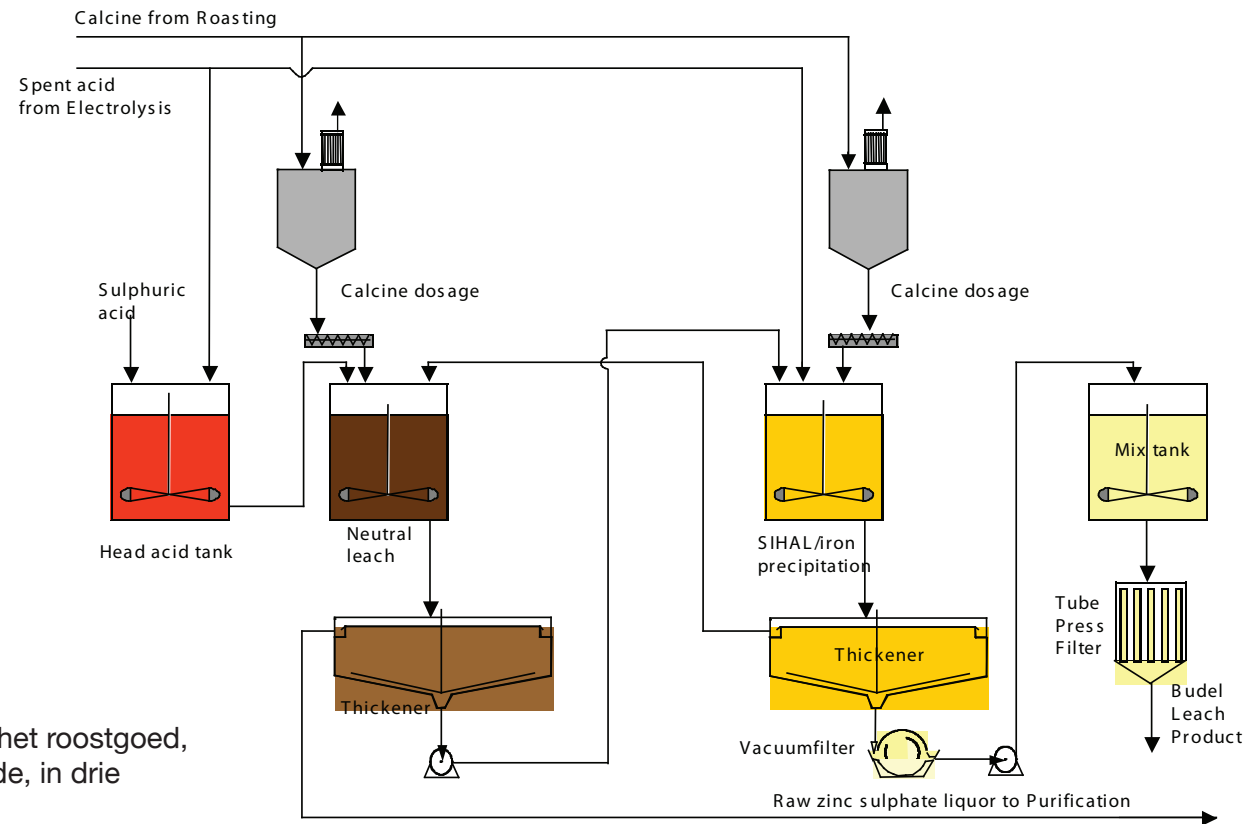 Calcine from Roasting
Spent acid
from Electrolysis
Sulphuric
acid
Calcine dosage
Calcine dosage
Mix tank
Head acid tank
Neutral
leach
SIHAL/iron
precipitation
Tube
Press
Filter
Thickener
Thickener
Budel
Leach
Product
Vacuumfilter
het roostgoed,
de, in drie
Raw zinc sulphate liquor to Purification